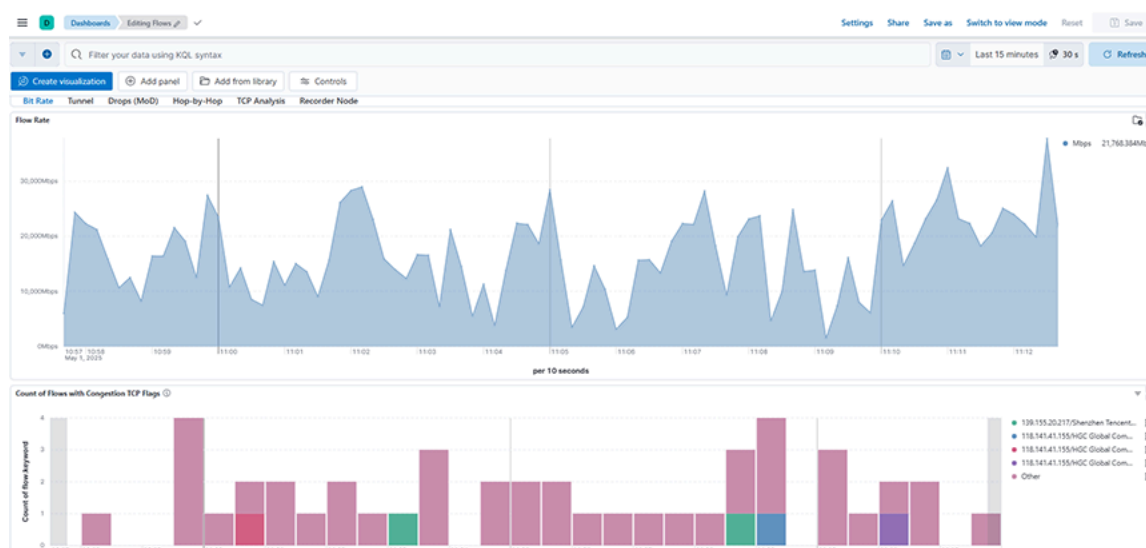 D Dashboards Editing Flows
Settings Share Save as Switch to view mode Reset Save
Filter your data using KQL syntax
Last 15 minutes 30 s Refresh
Create visualization Add panel Add from library Controls
Bit Rate Tunnel Drops (MoD) Hop-by-Hop TCP Analysis Recorder Node
Flow Rate
Mbps 21,768.384Mb
30,000Mbps
20,000Mbps
10,000Mbps
0Mbps
10:57 10:58 10:59 11:00 11:01 11:02 11:03 11:04 11:05 11:06 11:07 11:08 11:09 11:10 11:11 11:12
May 1, 2025
per 10 seconds
Count of Flows with Congestion TCP Flags
Count of flow.keyword
4
3
2
1
0
139.155.20.217/Shenzhen Tencent...
118.141.41.155/HGC Global Com...
118.141.41.155/HGC Global Com...
118.141.41.155/HGC Global Com...
Other